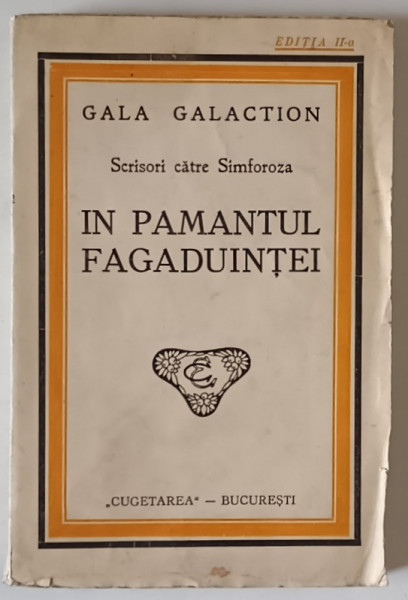 EDIȚIA II-a
GALA GALACTION
Scrisori către Simforoza
IN PAMANTUL
FAGADUINȚEI
„CUGETAREA“ — BUCUREȘTI